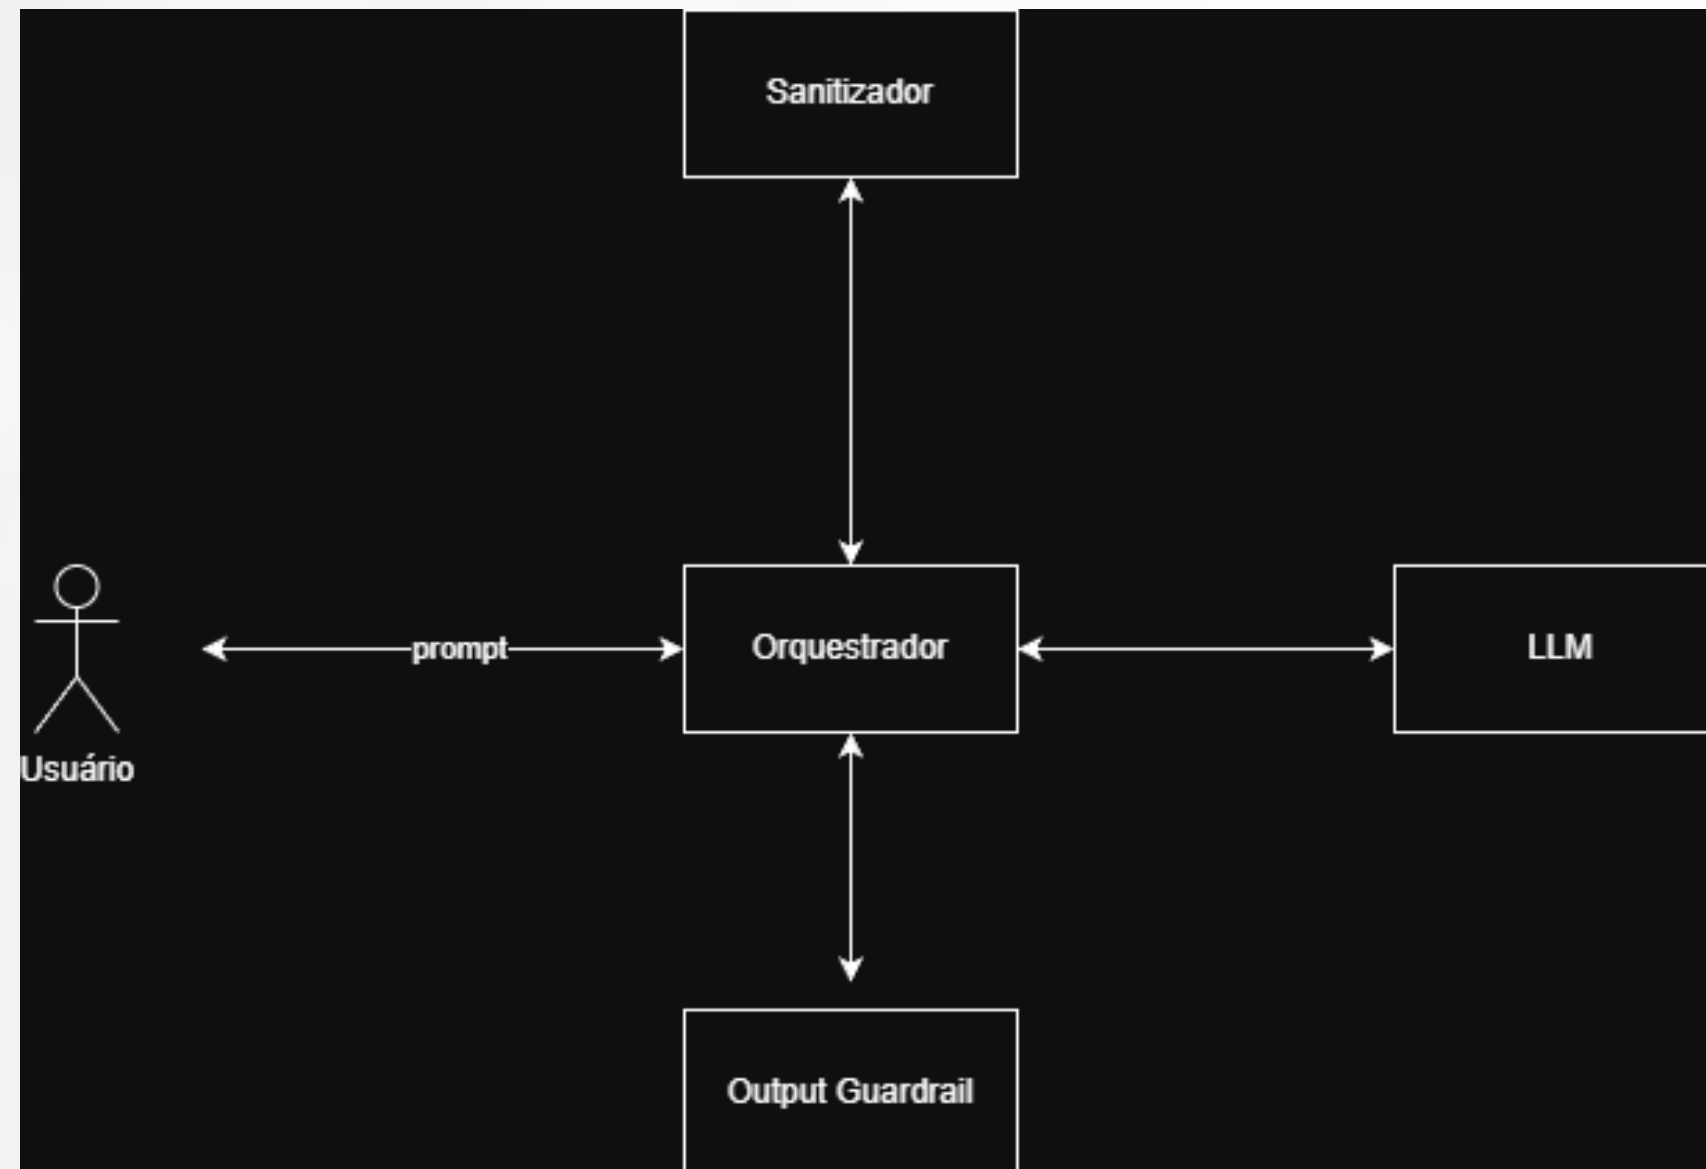 Sanitizador
prompt
Orquestrador
LLM
Usuário
Output Guardrail